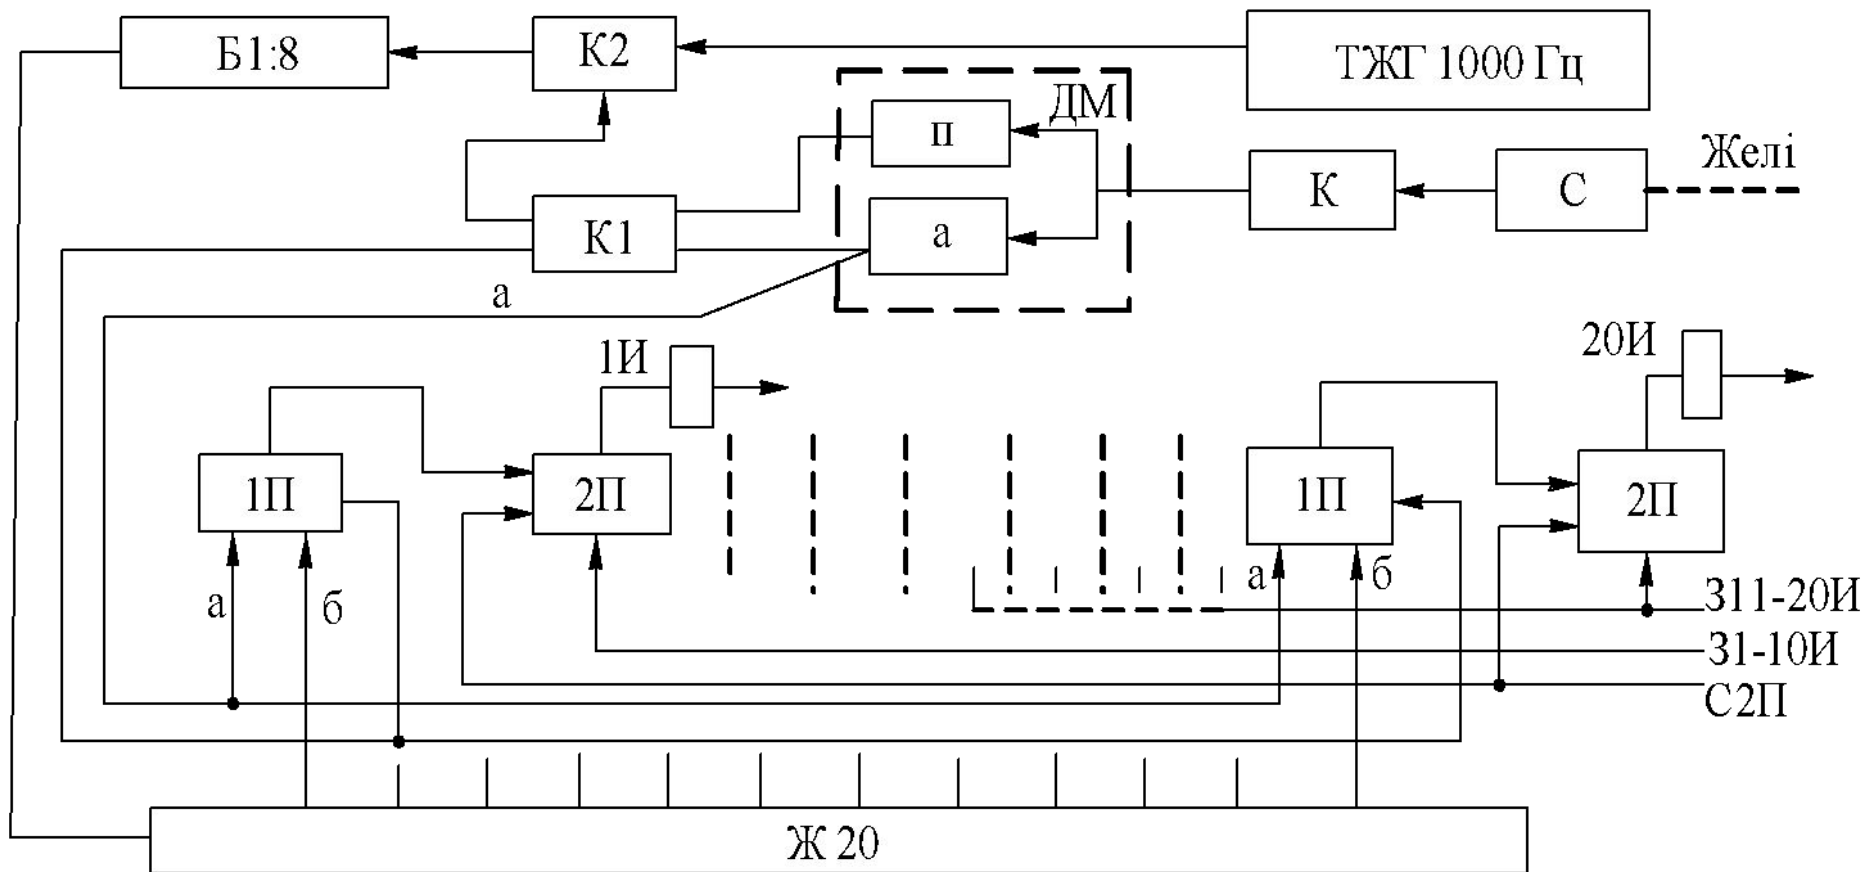 Б1:8
К2
ТЖГ 1000 Гц
ДМ
п
Желі
К
С
а
К1
а
1И
20И
1П
2П
1П
2П
а
б
а
б
З11-20И
З1-10И
С2П
Ж 20